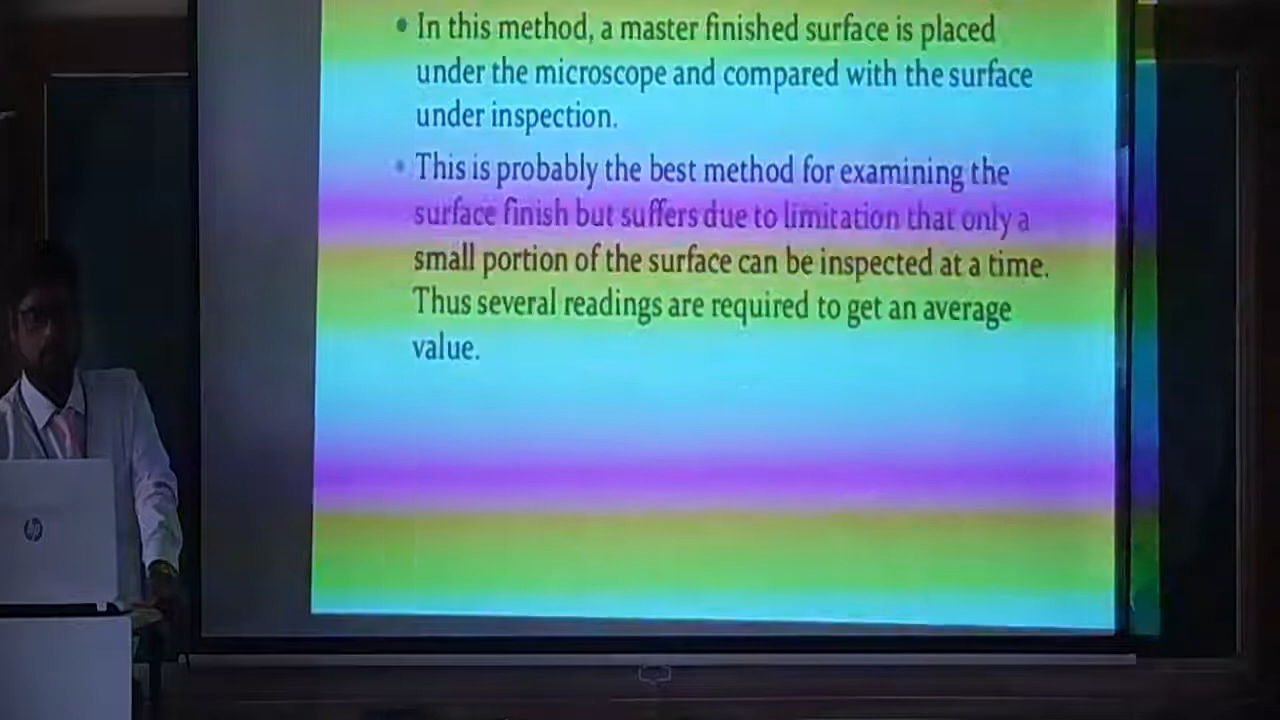 In this method, a master finished surface is placed
under the microscope and compared with the surface
under inspection.
This is probably the best method for examining the
surface finish but suffers due to limitation that only a
small portion of the surface can be inspected at a time.
Thus several readings are required to get an average
value.
hp